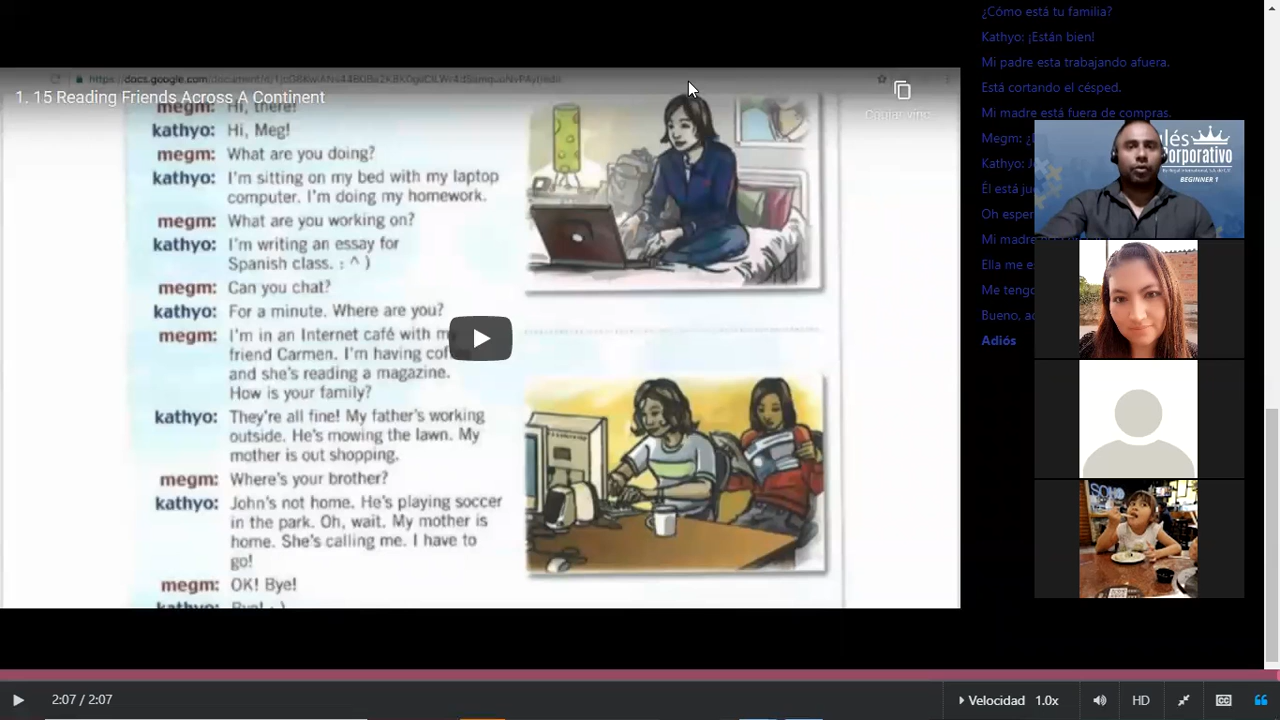 ¿Cómo está tu familia?
Kathyo: ¡Están bien!
Mi padre esta trabajando afuera.
Está cortando el césped.
Mi madre está fuera de compras.
Megm:
Kathyo:
Él está
Oh
Mi madre
Ella me
Me
Bueno,
Adiós
https://docs.google.com/document/d/
1. 15 Reading Friends Across A Continent
megm: Hi, there!
kathyo: Hi, Meg!
megm: What are you doing?
kathyo: I'm sitting on my bed with my laptop
computer. I'm doing my homework.
megm: What are you working on?
kathyo: I'm writing an essay for
Spanish class. : ^ )
megm: Can you chat?
kathyo: For a minute. Where are you?
megm: I'm in an Internet café with
friend Carmen. I'm having
and she's reading a magazine.
How is your family?
kathyo: They're all fine! My father's working
outside. He's mowing the lawn. My
mother is out shopping.
megm: Where's your brother?
kathyo: John's not home. He's playing soccer
in the park. Oh, wait. My mother is
home. She's calling me. I have to
go!
megm: OK! Bye!
kathyo: Bye! : )
Corporativo
BEGINNER 1
2:07 / 2:07
Velocidad 1.0x
HD